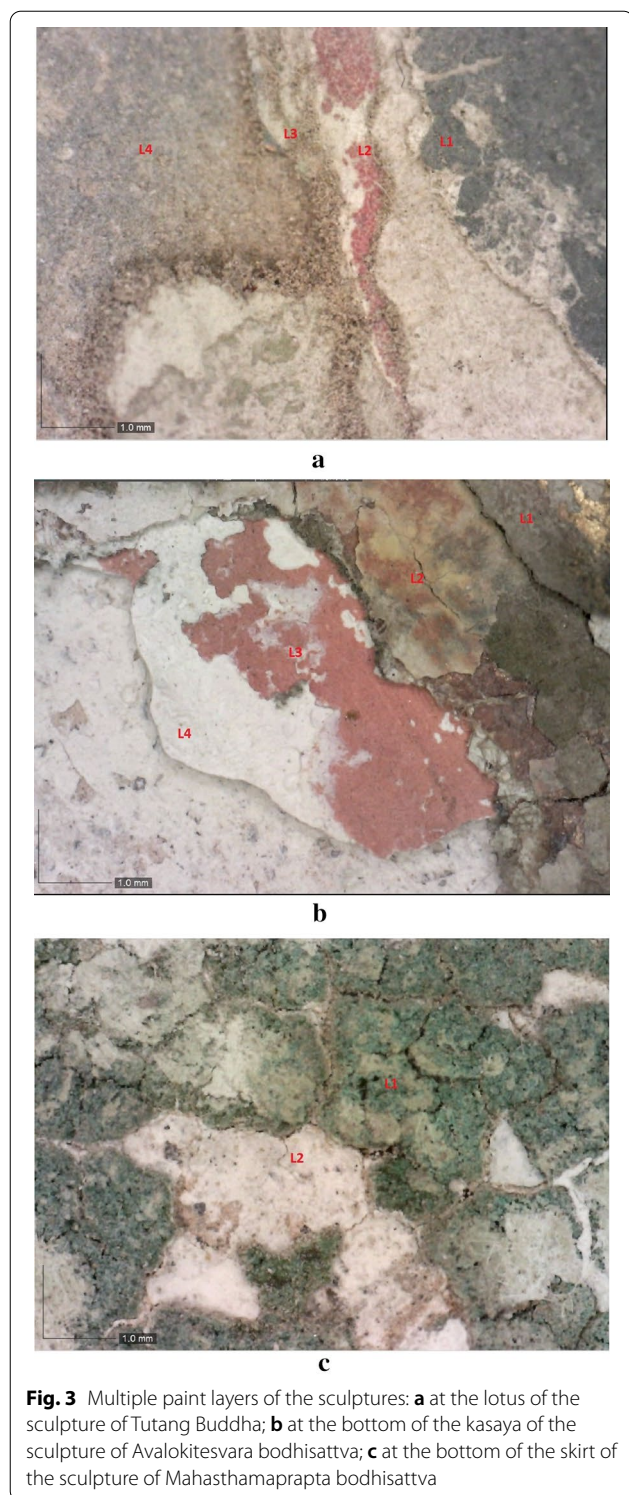 L4
L3
L2
L1
1.0 mm
a
L1
L2
L3
L4
1.0 mm
b
L1
L2
1.0 mm
c
Fig. 3 Multiple paint layers of the sculptures: a at the lotus of the
sculpture of Tutang Buddha; b at the bottom of the kasaya of the
sculpture of Avalokitesvara bodhisattva; c at the bottom of the skirt of
the sculpture of Mahasthamaprapta bodhisattva